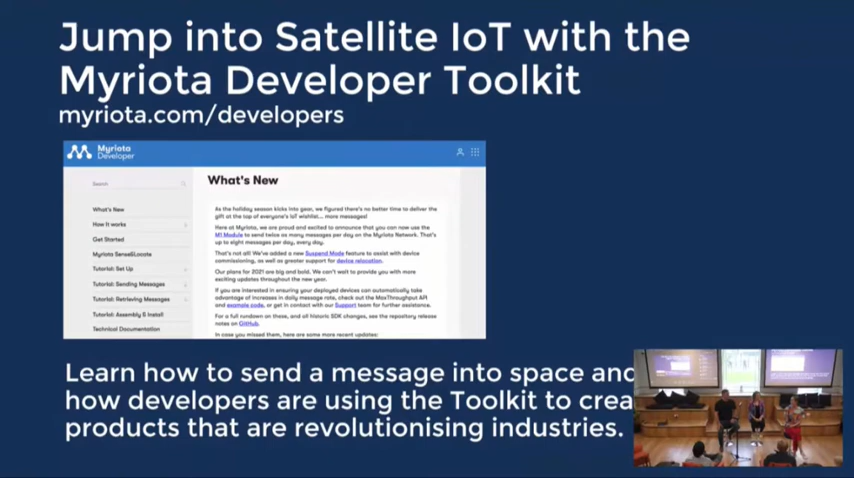 Jump into Satellite IoT with the
Myriota Developer Toolkit
myriota.com/developers
Myriota
Developer
Search
What's New
How it works
Get Started
Myriota Sense&Locate
Tutorial: Set Up
Tutorial: Sending Messages
Tutorial: Retrieving Messages
Tutorial: Assembly & Install
Technical Documentation
What's New
As the holiday season kicks into gear, we figured there's no better time to deliver the
gift at the top of everyone's IoT wishlist... more messages!
Here at Myriota, we are proud and excited to announce that you can now use the
M1 Module to send twice as many messages per day on the Myriota Network. That's
up to eight messages per day, every day.
That's not all! We've added a new Suspend Mode feature to assist with device
commissioning, as well as greater support for device relocation.
Our plans for 2021 are big and bold. We can't wait to provide you with more
exciting updates throughout the new year.
If you are interested in ensuring your deployed devices can automatically take
advantage of increases in daily message rate, check out the MaxThroughput API
and example code, or get in contact with our Support team for further assistance.
For a full rundown on these, and all historic SDK changes, see the repository release
notes on GitHub.
In case you missed them, here are some more recent updates:
Learn how to send a message into space and
how developers are using the Toolkit to crea
products that are revolutionising industries.